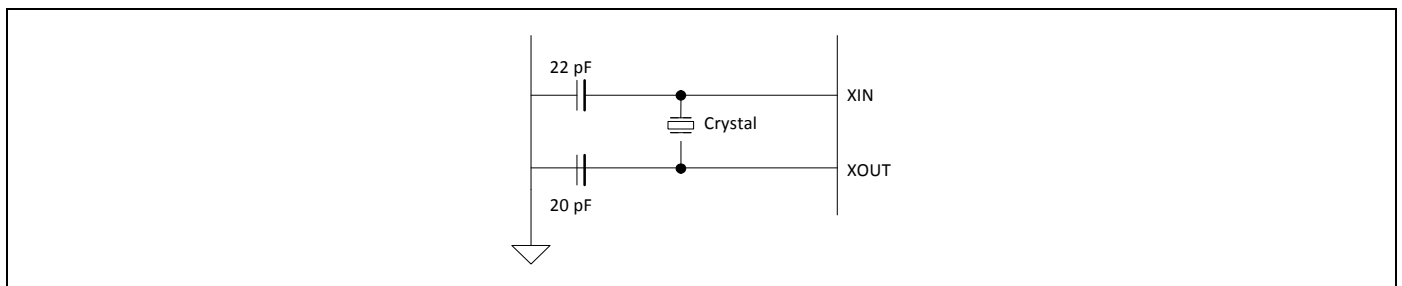 22 pF
XIN
Crystal
XOUT
20 pF